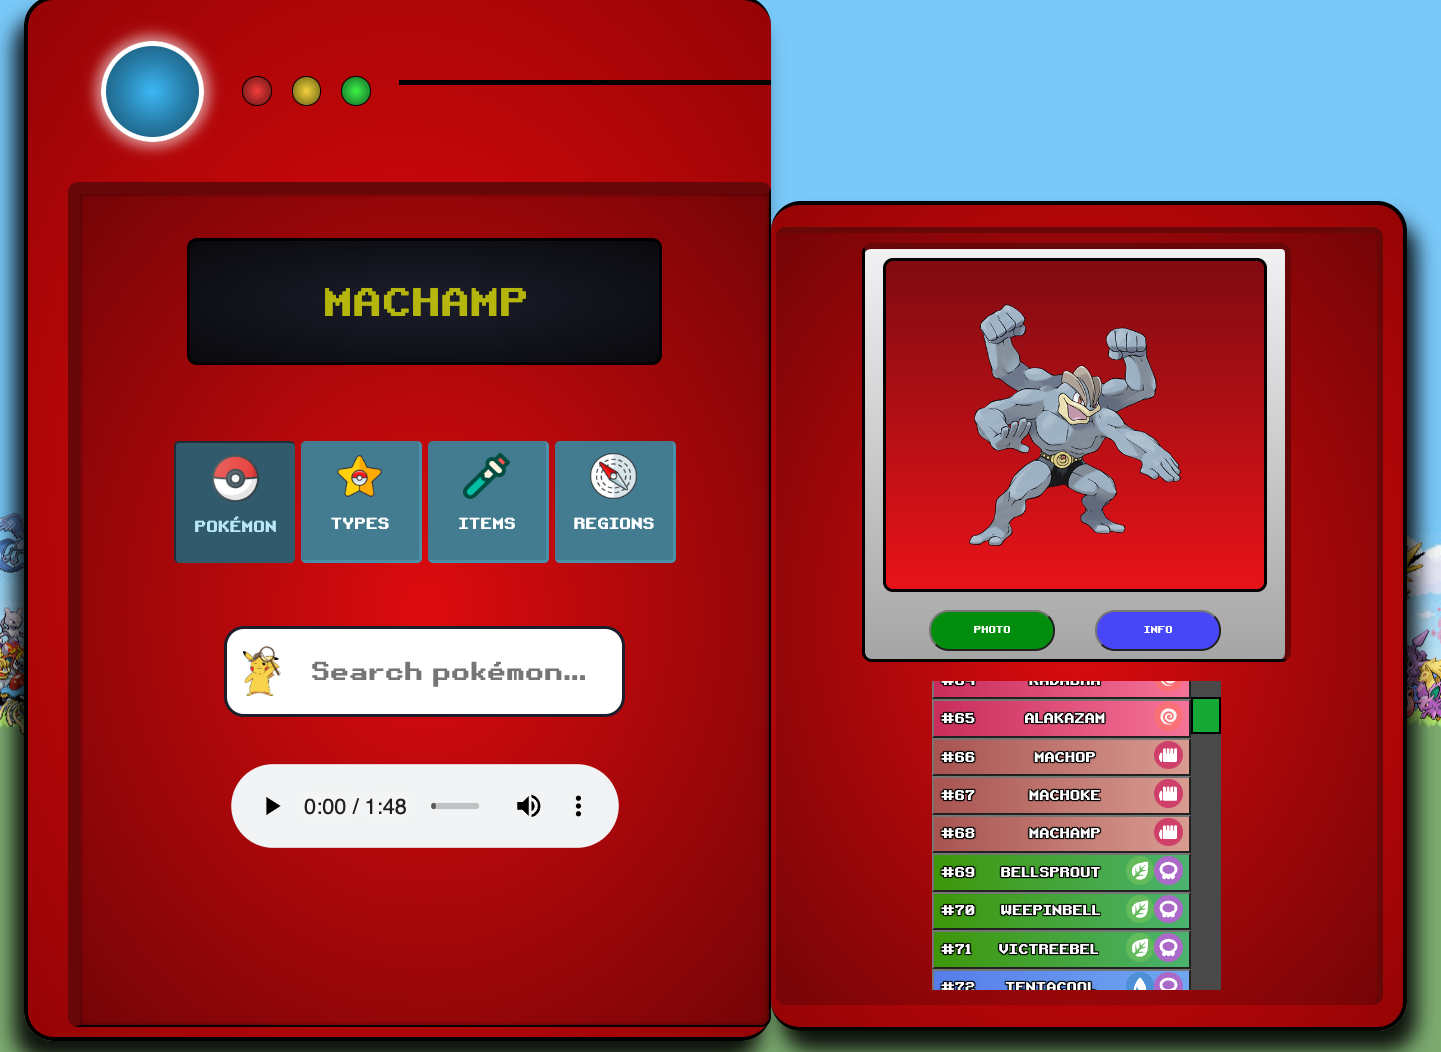 MACHAMP
POKÉMON
TYPES
ITEMS
REGIONS
Search pokémon...
0:00 / 1:48
PHOTO
INFO
#65 ALAKAZAM
#66 MACHOP
#67 MACHOKE
#68 MACHAMP
#69 BELLSPROUT
#70 WEEPINBELL
#71 VICTREEBEL
#72 TENTACOOL